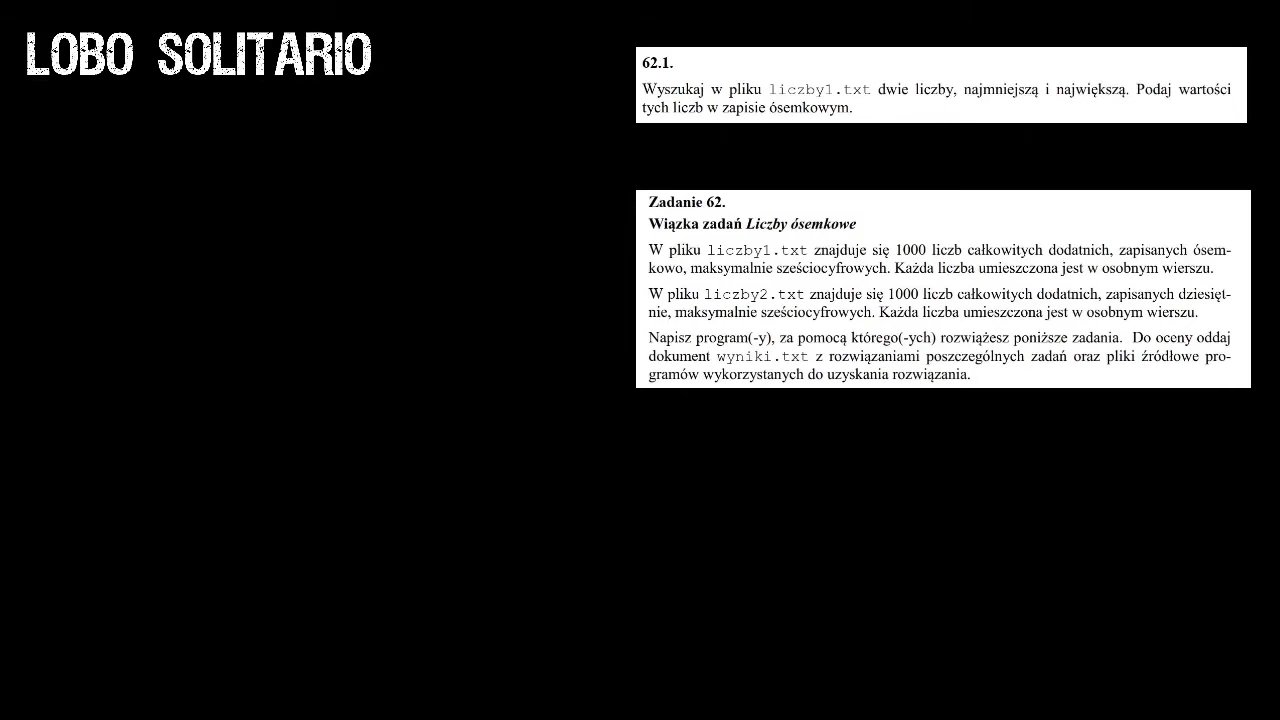 LOBO SOLITARIO
62.1.
Wyszukaj w pliku liczby1.txt dwie liczby, najmniejszą i największą. Podaj wartości
tych liczb w zapisie ósemkowym.
Zadanie 62.
Wiązka zadań Liczby ósemkowe
W pliku liczby1.txt znajduje się 1000 liczb całkowitych dodatnich, zapisanych ósem-
kowo, maksymalnie sześciocyfrowych. Każda liczba umieszczona jest w osobnym wierszu.
W pliku liczby2.txt znajduje się 1000 liczb całkowitych dodatnich, zapisanych dziesięt-
nie, maksymalnie sześciocyfrowych. Każda liczba umieszczona jest w osobnym wierszu.
Napisz program(-y), za pomocą którego(-ych) rozwiążesz poniższe zadania. Do oceny oddaj
dokument wyniki.txt z rozwiązaniami poszczególnych zadań oraz pliki źródłowe pro-
gramów wykorzystanych do uzyskania rozwiązania.